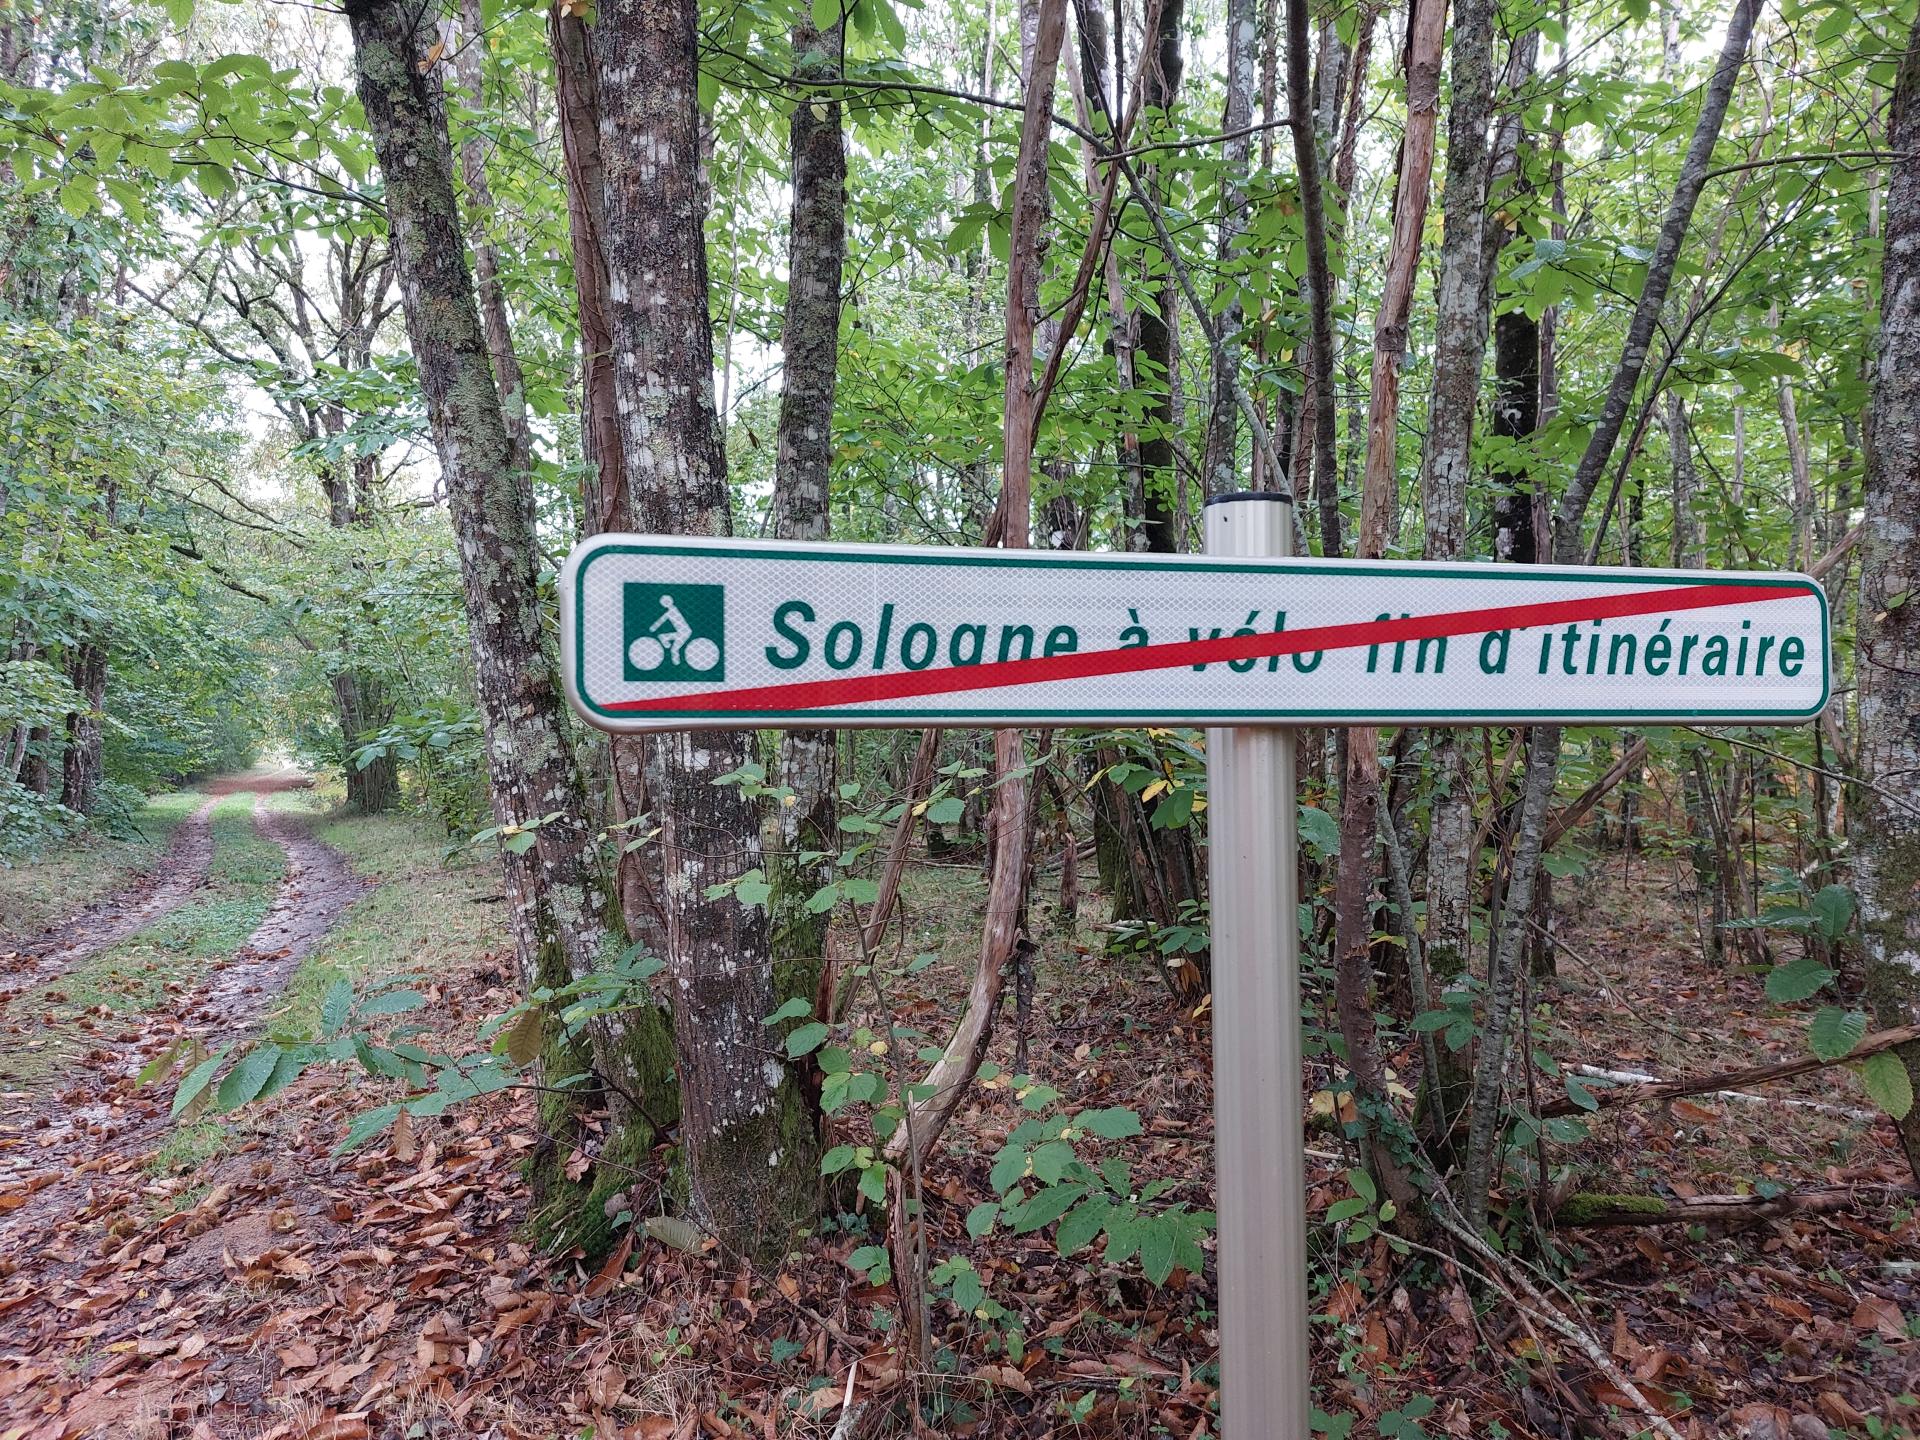 Sologne à vélo fin d'itinéraire